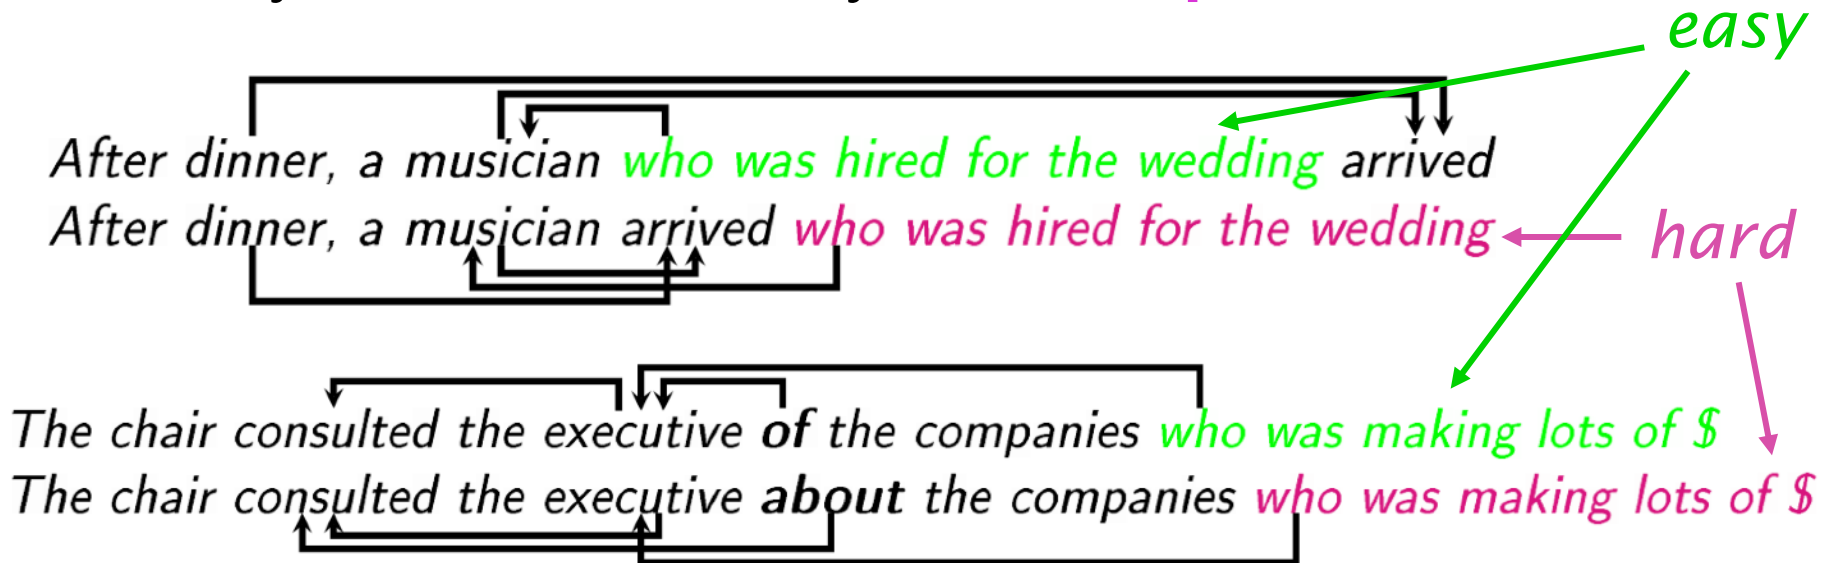 easy
After dinner, a musician who was hired for the wedding arrived
After dinner, a musician arrived who was hired for the wedding
hard
The chair consulted the executive of the companies who was making lots of $
The chair consulted the executive about the companies who was making lots of $